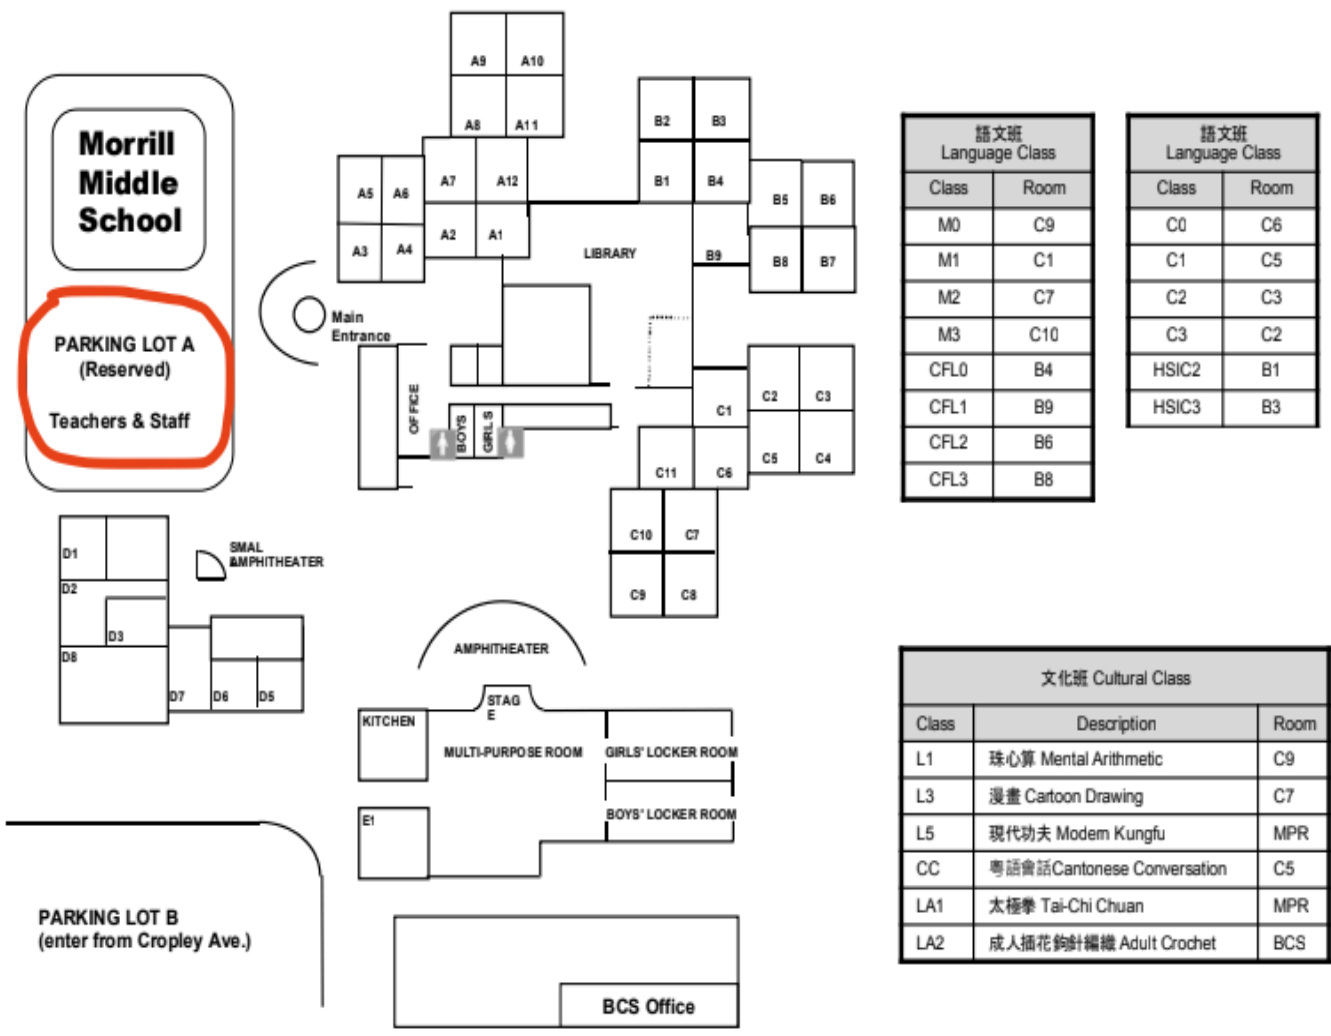 Morrill
Middle
School
PARKING LOT A
(Reserved)
Teachers & Staff
A9 A10
A8 A11
A5 A6 A7 A12
A3 A4 A2 A1
B2 B3
B1 B4
B5 B6
B9 B8 B7
LIBRARY
Main
Entrance
OFFICE
BOYS
GIRLS
C1 C2 C3
C11 C6 C5 C4
C10 C7
C9 C8
D1
D2
D3
D8
D7 D6 D5
SMAL
L
AMPHITHEATER
AMPHITHEATER
STAG
E
KITCHEN
MULTI-PURPOSE ROOM
GIRLS' LOCKER ROOM
BOYS' LOCKER ROOM
E1
PARKING LOT B
(enter from Cropley Ave.)
BCS Office
語文班
Language Class
Class Room
M0 C9
M1 C1
M2 C7
M3 C10
CFL0 B4
CFL1 B9
CFL2 B6
CFL3 B8
語文班
Language Class
Class Room
C0 C6
C1 C5
C2 C3
C3 C2
HSIC2 B1
HSIC3 B3
文化班 Cultural Class
Class Description Room
L1 珠心算 Mental Arithmetic C9
L3 漫畫 Cartoon Drawing C7
L5 現代功夫 Modern Kungfu MPR
CC 粵語會話Cantonese Conversation C5
LA1 太極拳 Tai-Chi Chuan MPR
LA2 成人插花鉤針編織 Adult Crochet BCS